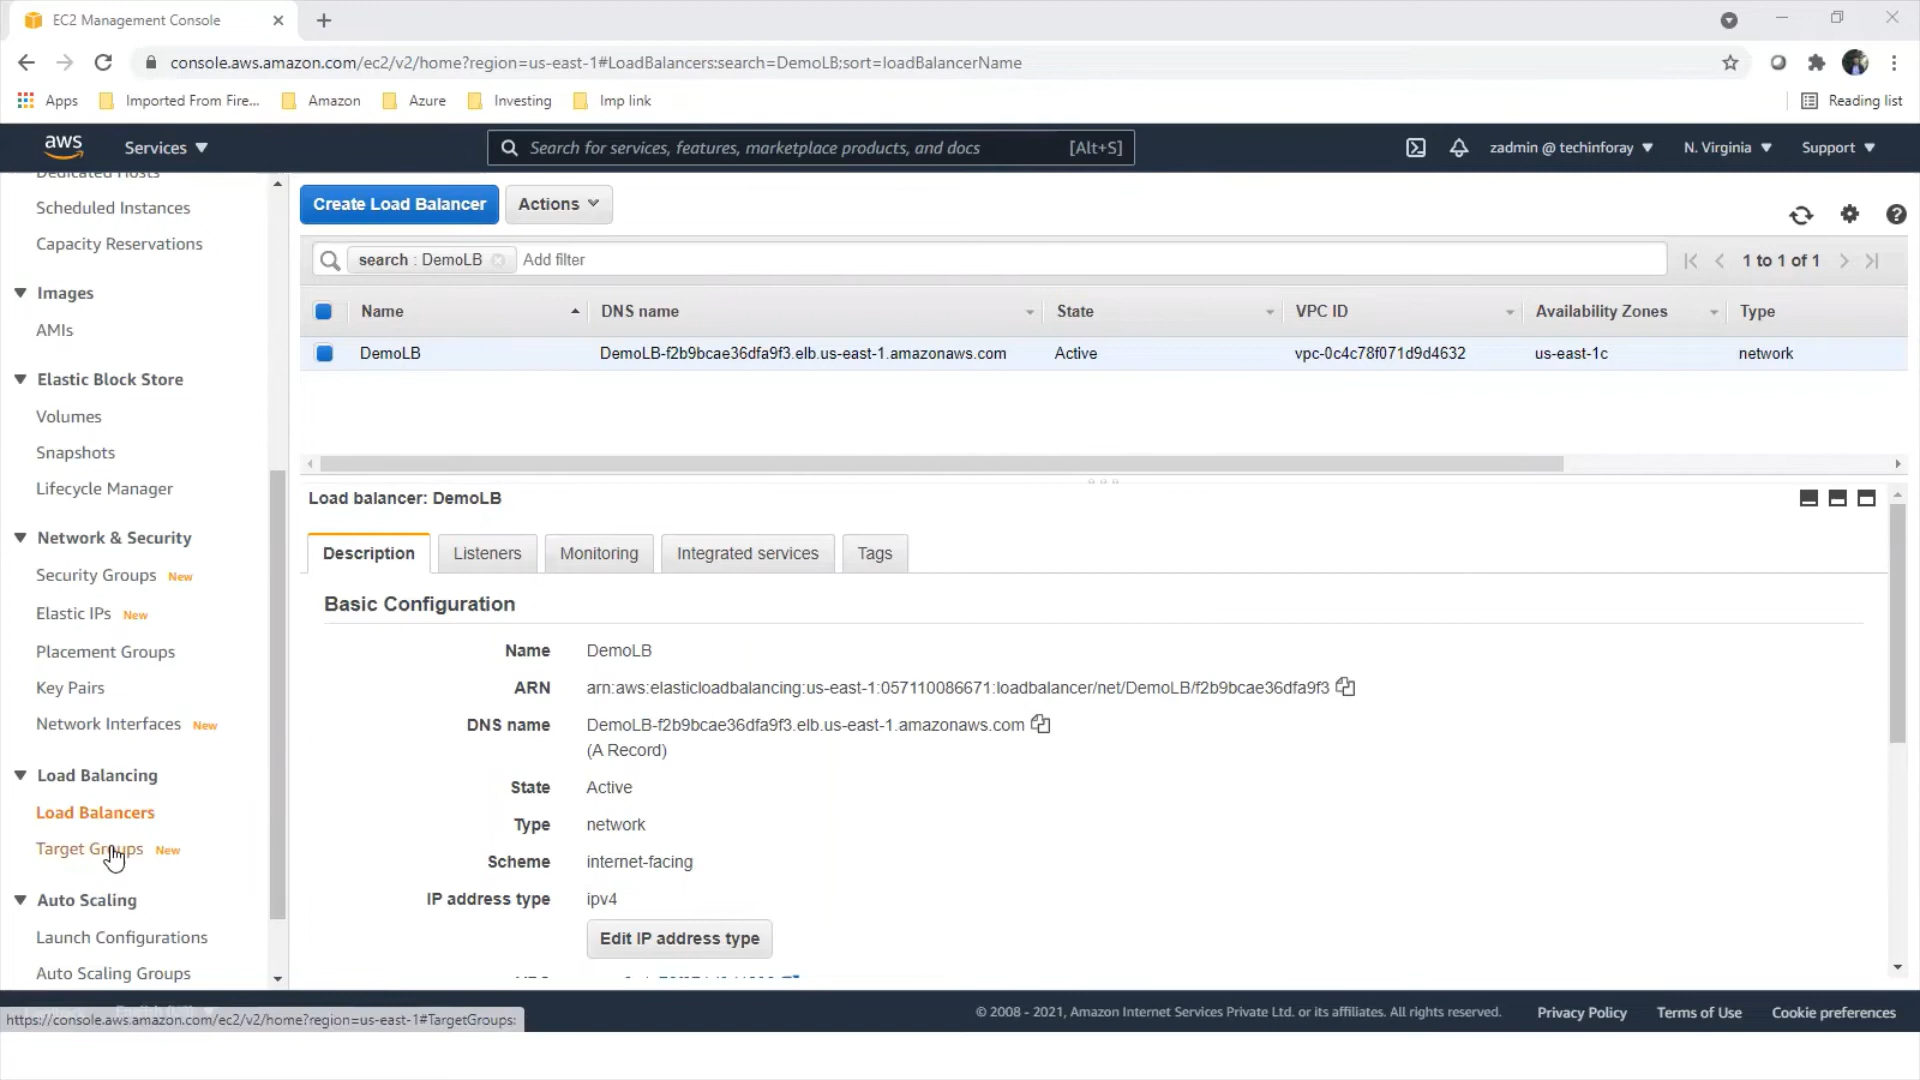 EC2 Management Console
console.aws.amazon.com/ec2/v2/home?region=us-east-1#LoadBalancers:search=DemoLB;sort=loadBalancerName
Apps Imported From Fire... Amazon Azure Investing Imp link Reading list
aws Services Search for services, features, marketplace products, and docs [Alt+S] zadmin @ techinforay N. Virginia Support
Dedicated Hosts
Scheduled Instances
Capacity Reservations
Images
AMIs
Elastic Block Store
Volumes
Snapshots
Lifecycle Manager
Network & Security
Security Groups New
Elastic IPs New
Placement Groups
Key Pairs
Network Interfaces New
Load Balancing
Load Balancers
Target Groups New
Auto Scaling
Launch Configurations
Auto Scaling Groups
Create Load Balancer Actions
search : DemoLB Add filter 1 to 1 of 1
Name DNS name State VPC ID Availability Zones Type
DemoLB DemoLB-f2b9bcae36dfa9f3.elb.us-east-1.amazonaws.com Active vpc-0c4c78f071d9d4632 us-east-1c network
Load balancer: DemoLB
Description Listeners Monitoring Integrated services Tags
Basic Configuration
Name DemoLB
ARN arn:aws:elasticloadbalancing:us-east-1:057110086671:loadbalancer/net/DemoLB/f2b9bcae36dfa9f3
DNS name DemoLB-f2b9bcae36dfa9f3.elb.us-east-1.amazonaws.com
(A Record)
State Active
Type network
Scheme internet-facing
IP address type ipv4
Edit IP address type
https://console.aws.amazon.com/ec2/v2/home?region=us-east-1#TargetGroups:
© 2008 - 2021, Amazon Internet Services Private Ltd. or its affiliates. All rights reserved. Privacy Policy Terms of Use Cookie preferences